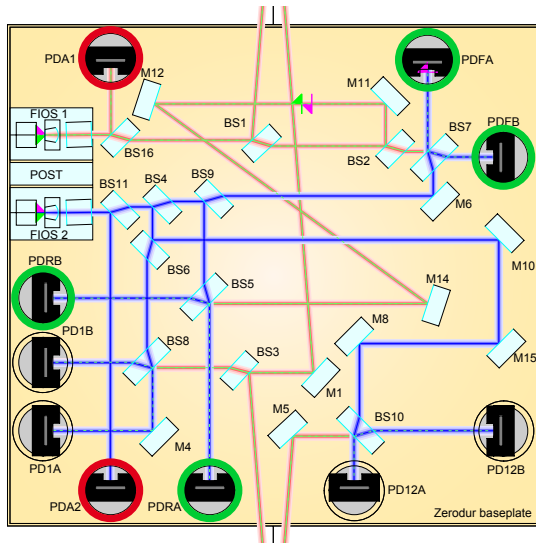 PDA1
M12
PDFA
M11
FIOS 1
BS1
BS7
PDFB
BS16
BS2
POST
BS11
BS4
BS9
M6
FIOS 2
M10
BS6
PDRB
BS5
M14
PD1B
M8
BS8
BS3
M15
M1
M5
BS10
M4
PD1A
PD12B
PDA2
PDRA
PD12A
Zerodur baseplate